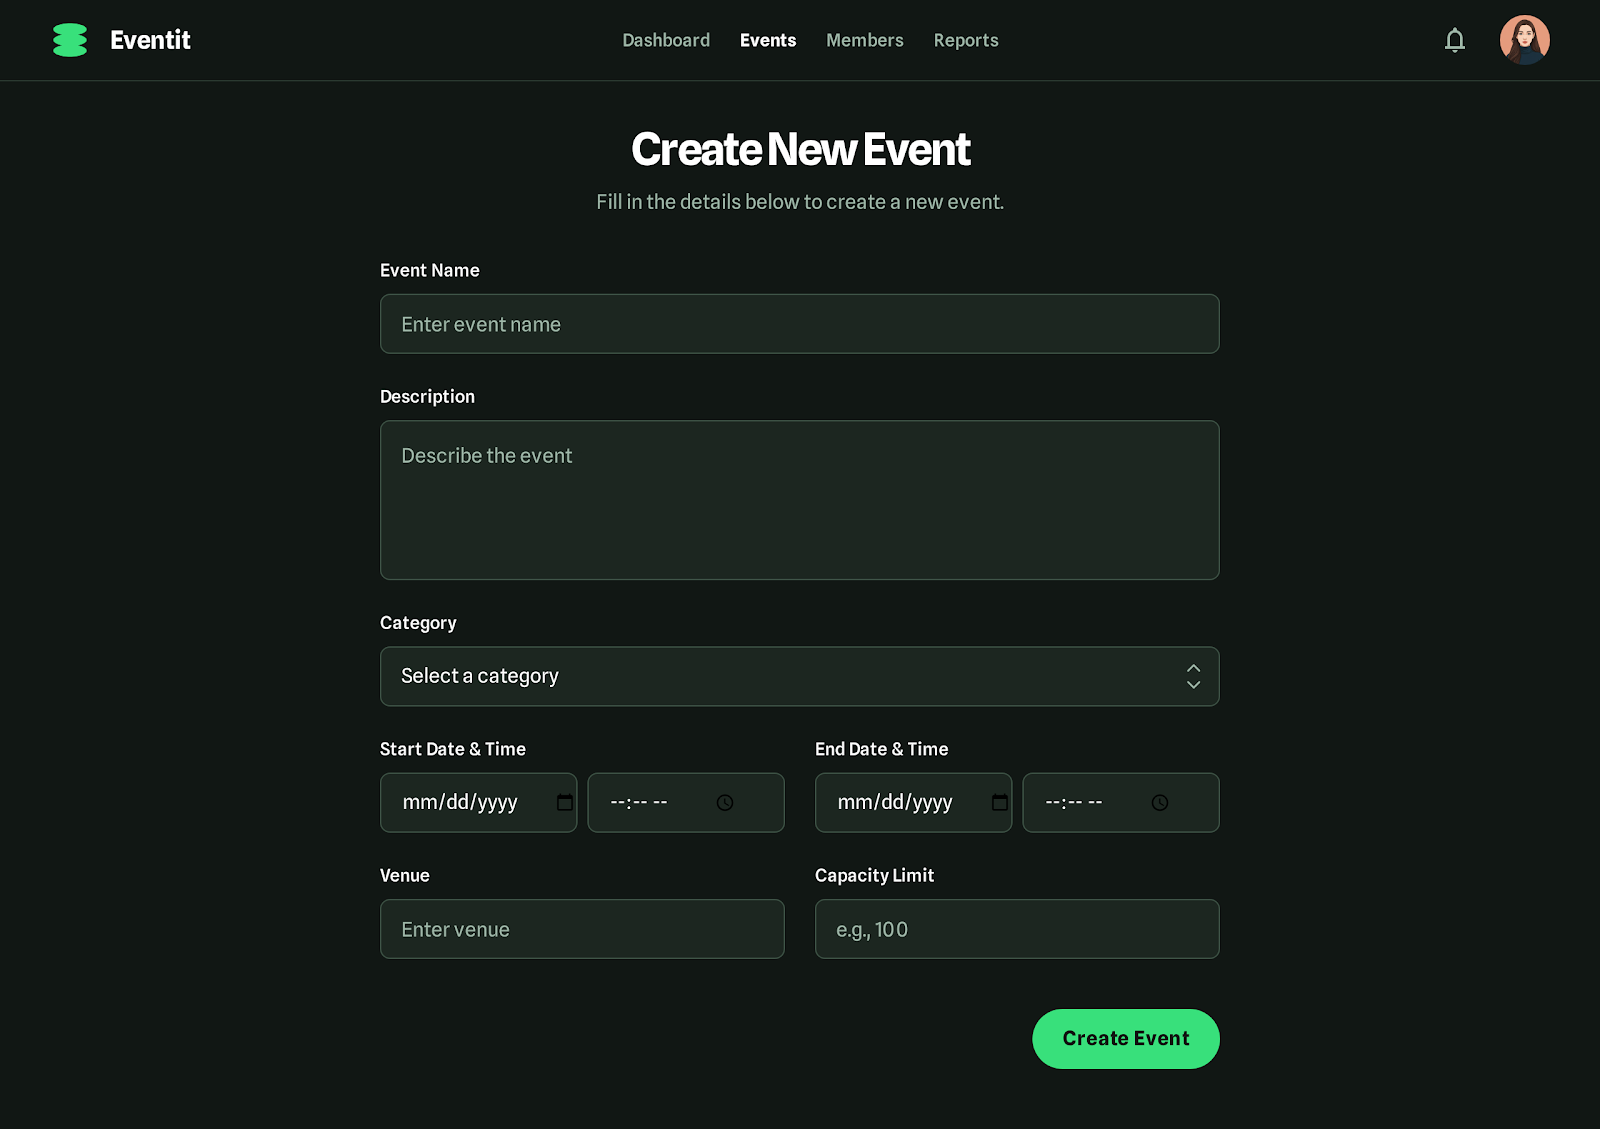 Eventit
Dashboard Events Members Reports
Create New Event
Fill in the details below to create a new event.
Event Name
Enter event name
Description
Describe the event
Category
Select a category
Start Date & Time End Date & Time
mm/dd/yyyy --:-- -- mm/dd/yyyy --:-- --
Venue Capacity Limit
Enter venue e.g., 100
Create Event